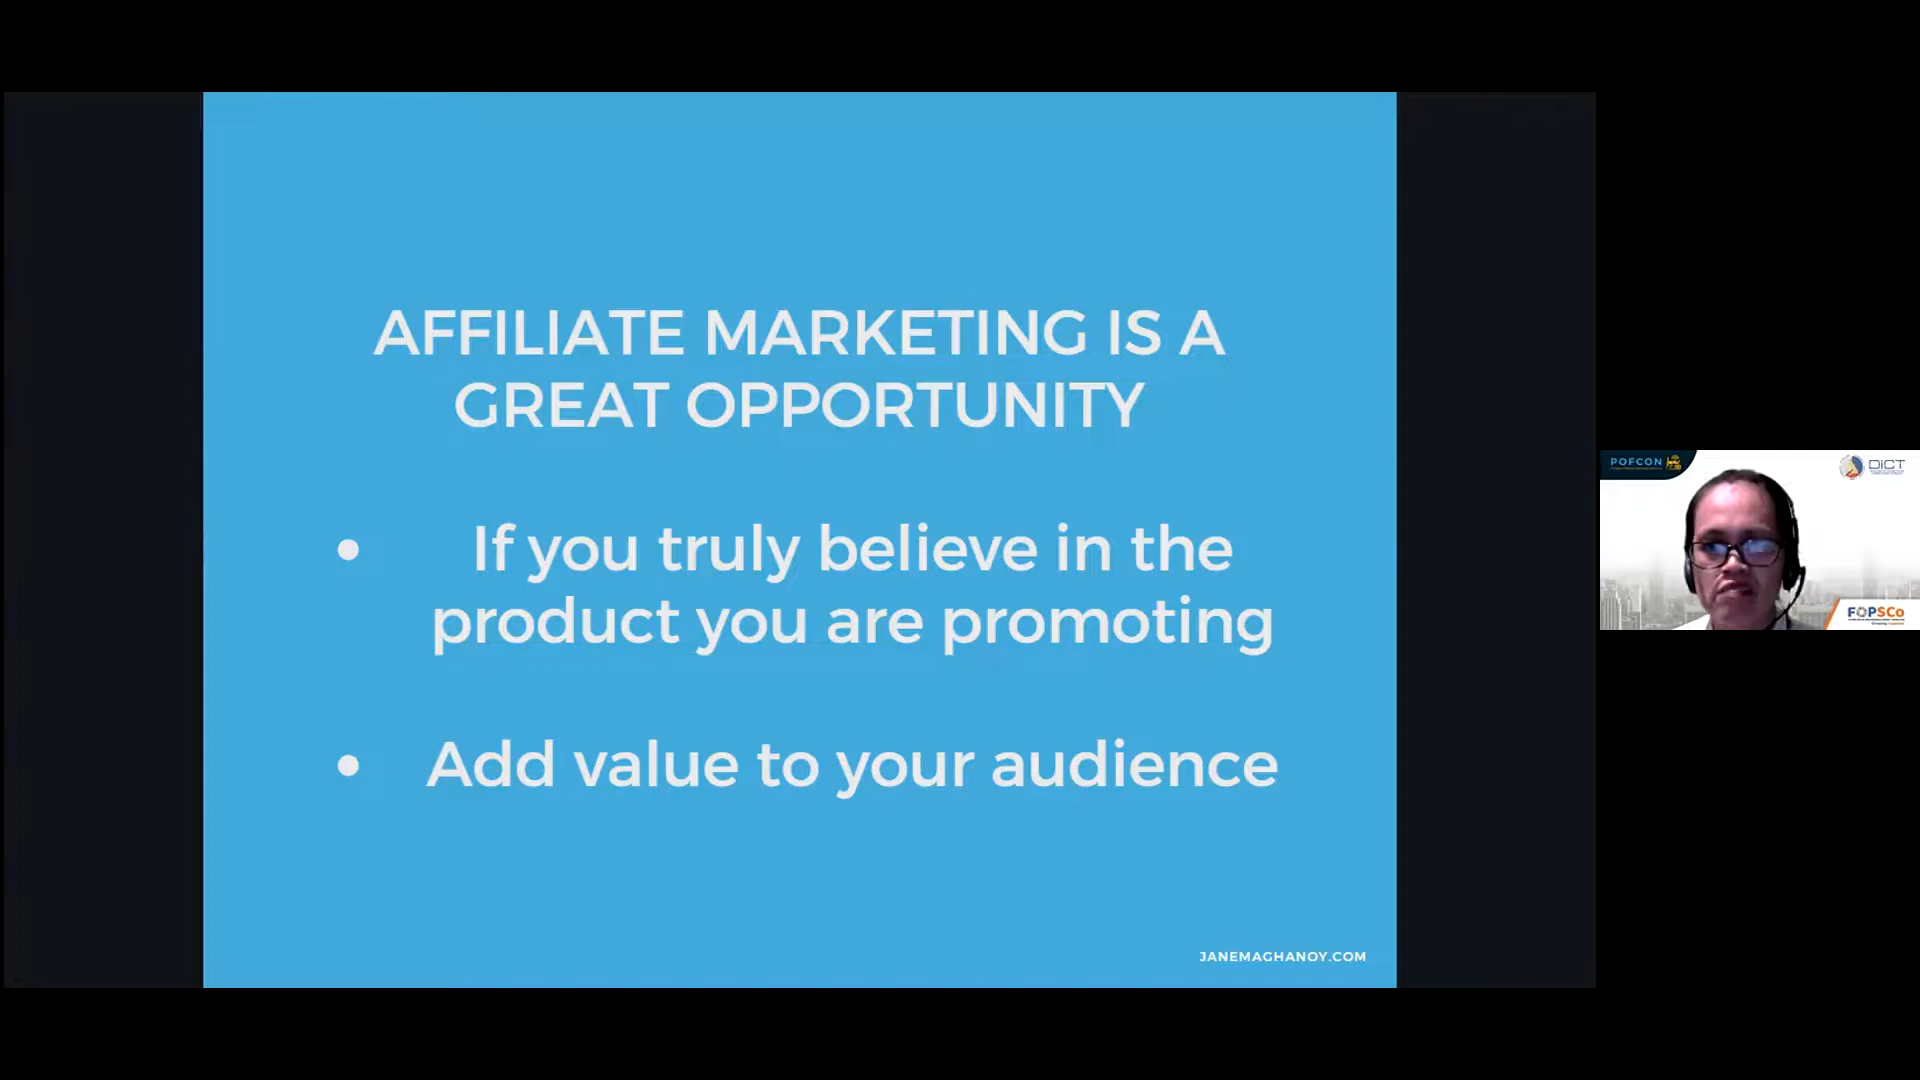 AFFILIATE MARKETING IS A
GREAT OPPORTUNITY
• If you truly believe in the
product you are promoting
• Add value to your audience
JANEMAGHANOY.COM
POFCON
DICT
FOPSCo